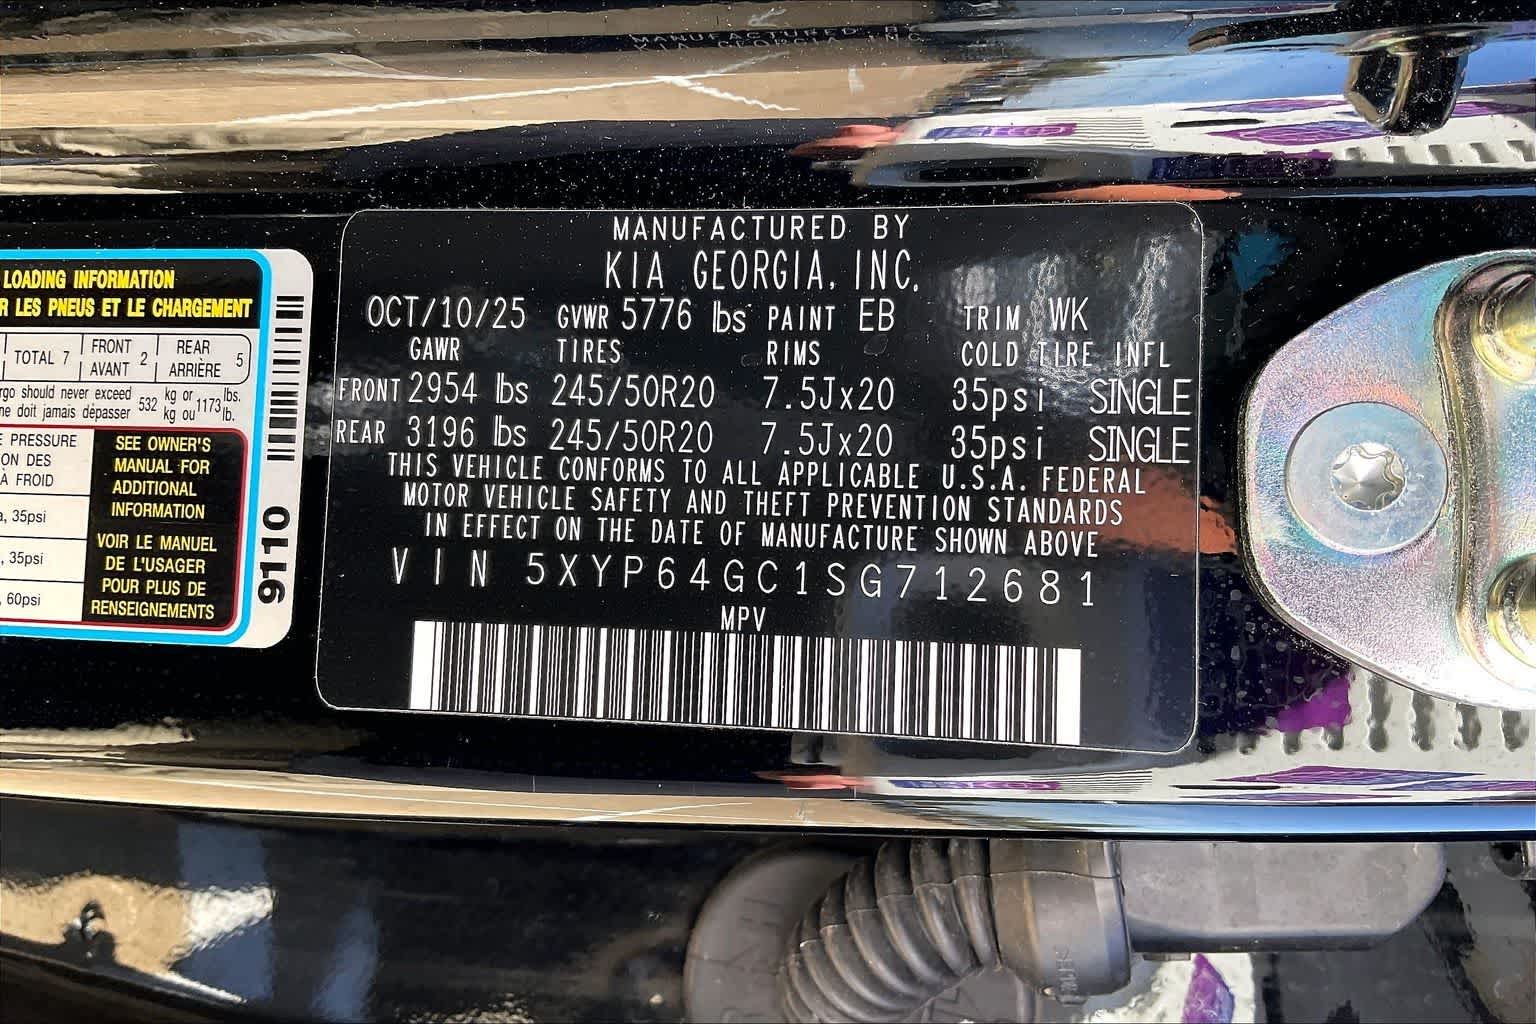 MANUFACTURED BY
KIA GEORGIA, INC.
OCT/10/25 GVWR 5776 lbs PAINT EB TRIM WK
GAWR TIRES RIMS COLD TIRE INFL
FRONT 2954 lbs 245/50R20 7.5Jx20 35psi SINGLE
REAR 3196 lbs 245/50R20 7.5Jx20 35psi SINGLE
THIS VEHICLE CONFORMS TO ALL APPLICABLE U.S.A. FEDERAL
MOTOR VEHICLE SAFETY AND THEFT PREVENTION STANDARDS
IN EFFECT ON THE DATE OF MANUFACTURE SHOWN ABOVE
VIN 5XYP64GC1SG712681
MPV
LOADING INFORMATION
LES PNEUS ET LE CHARGEMENT
TOTAL 7 FRONT AVANT 2 REAR ARRIÈRE 5
should never exceed 532 kg or 1173 lbs.
doit jamais dépasser kg ou lb.
PRESSURE
DES
À FROID
35psi
35psi
60psi
SEE OWNER'S
MANUAL FOR
ADDITIONAL
INFORMATION
VOIR LE MANUEL
DE L'USAGER
POUR PLUS DE
RENSEIGNEMENTS
9110